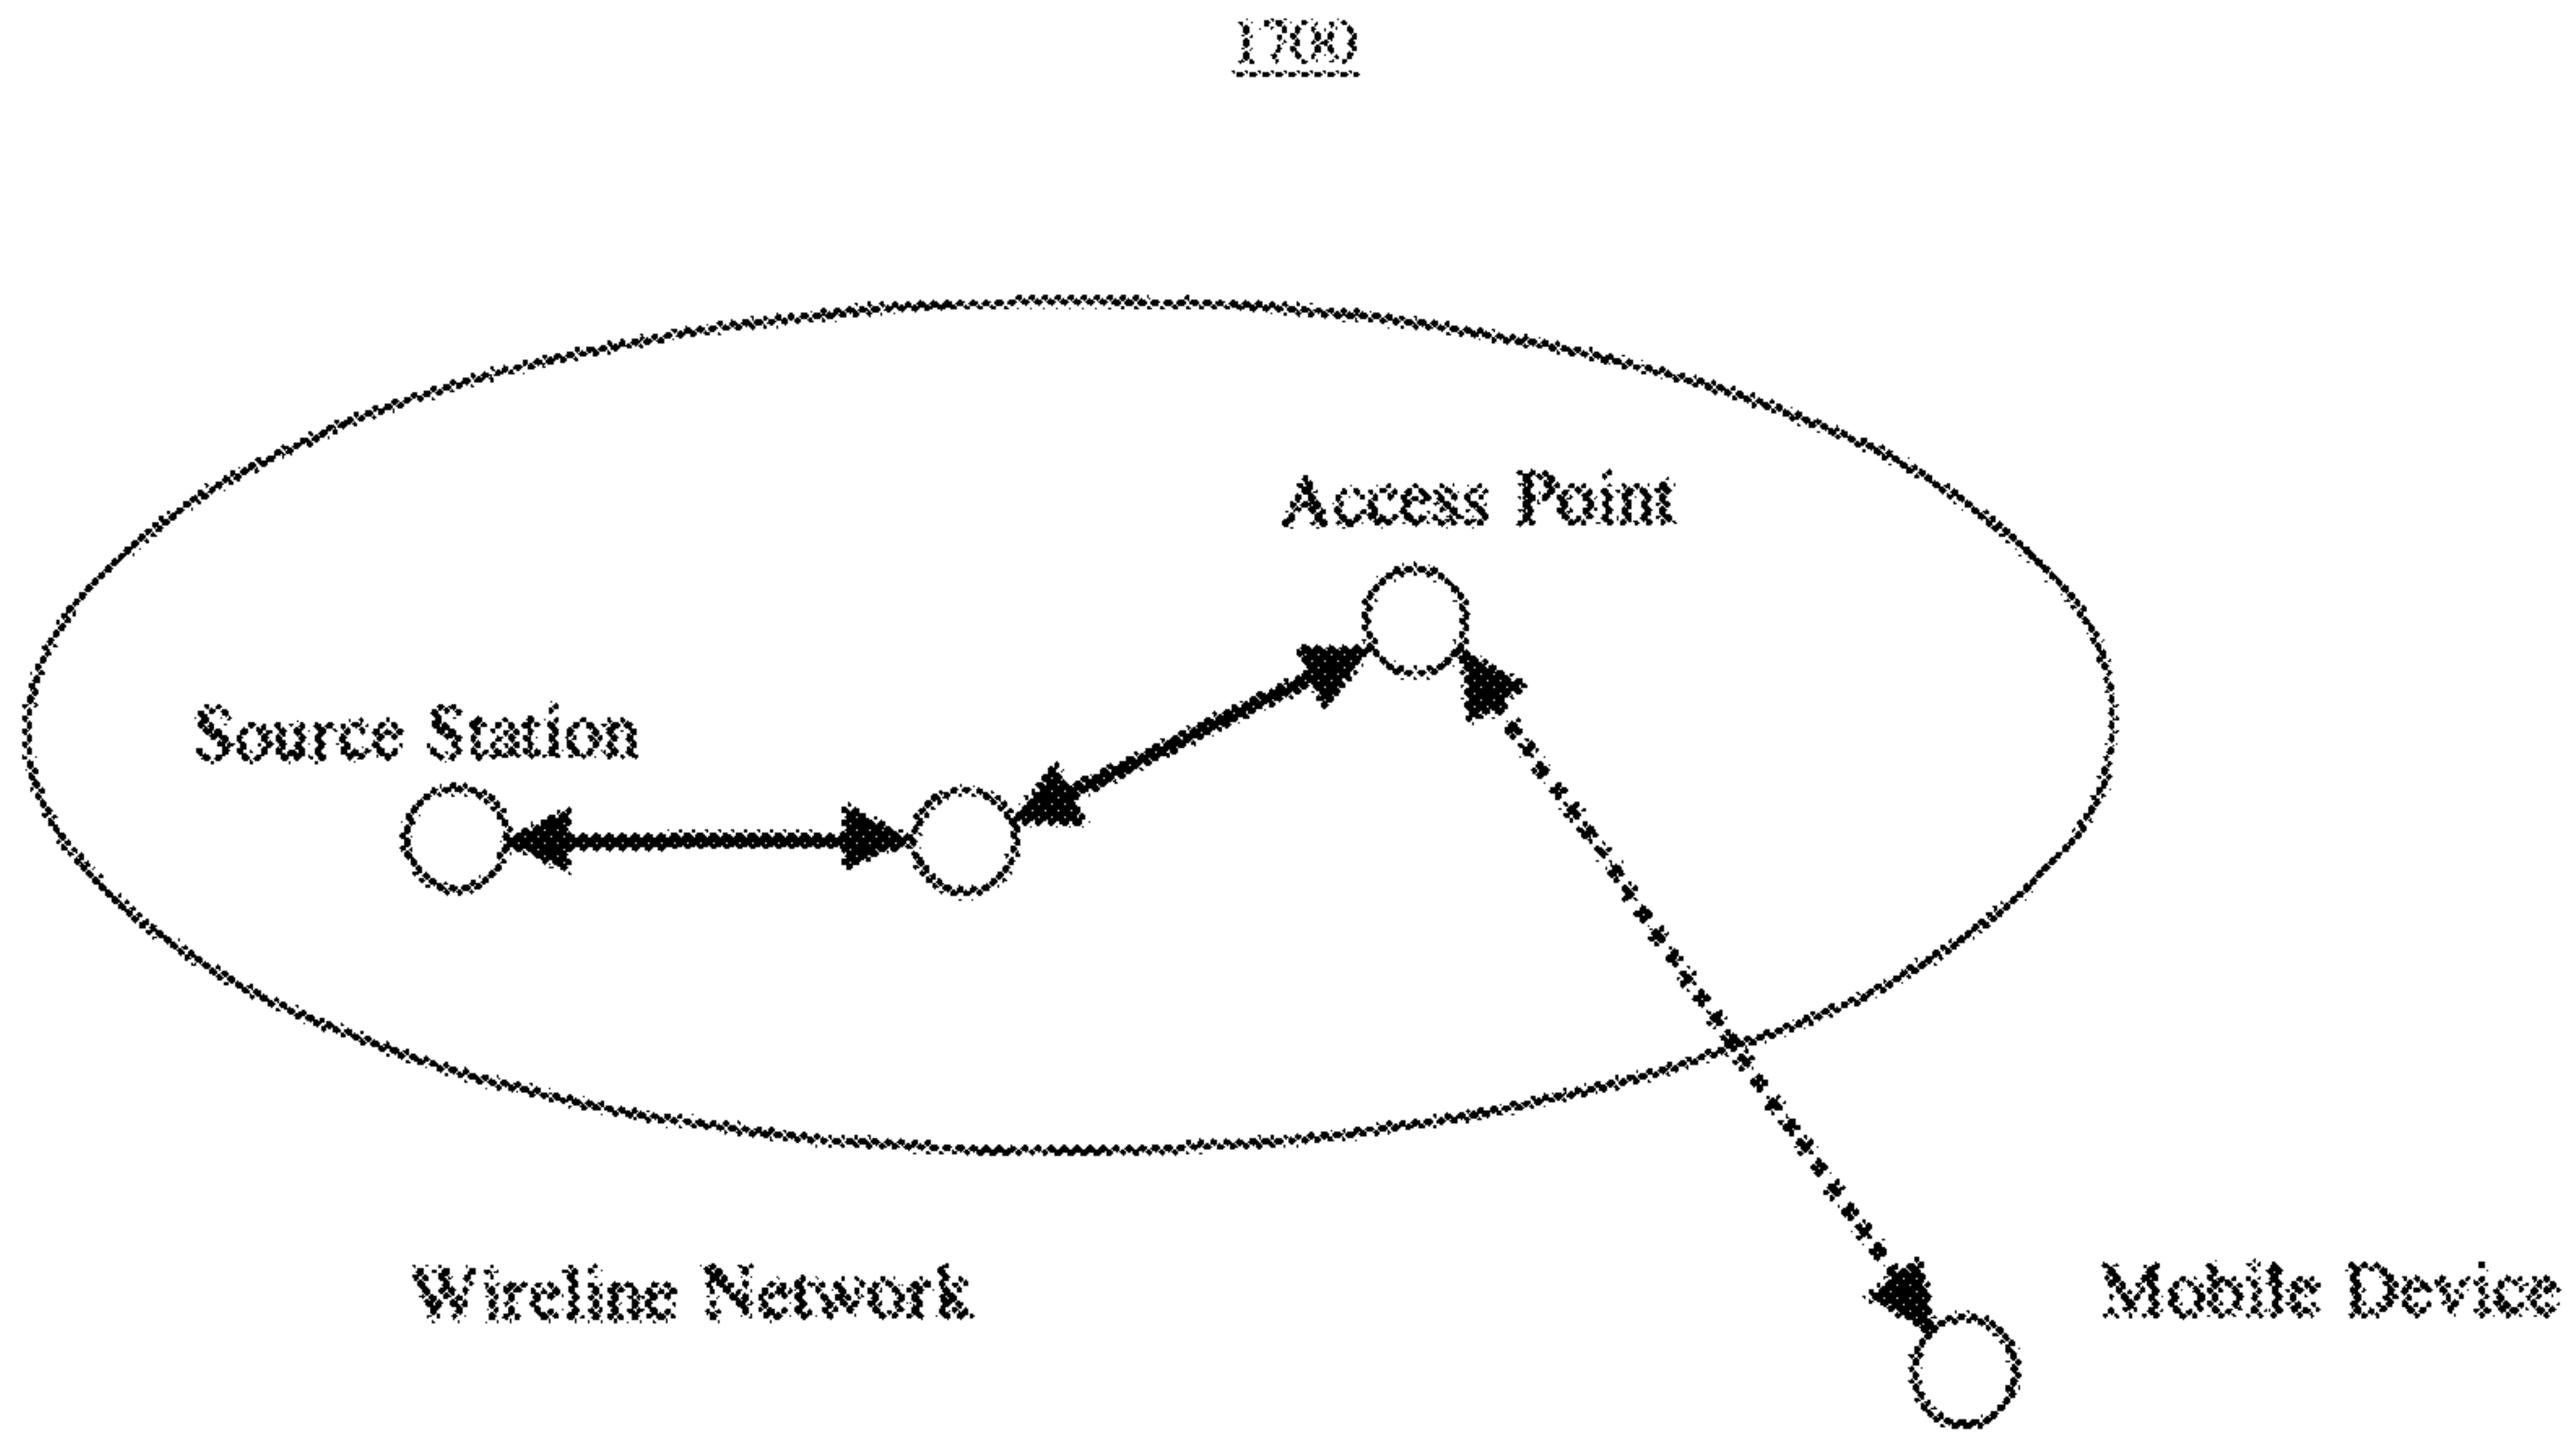 1700
Access Point
Source Station
Wireline Network
Mobile Device